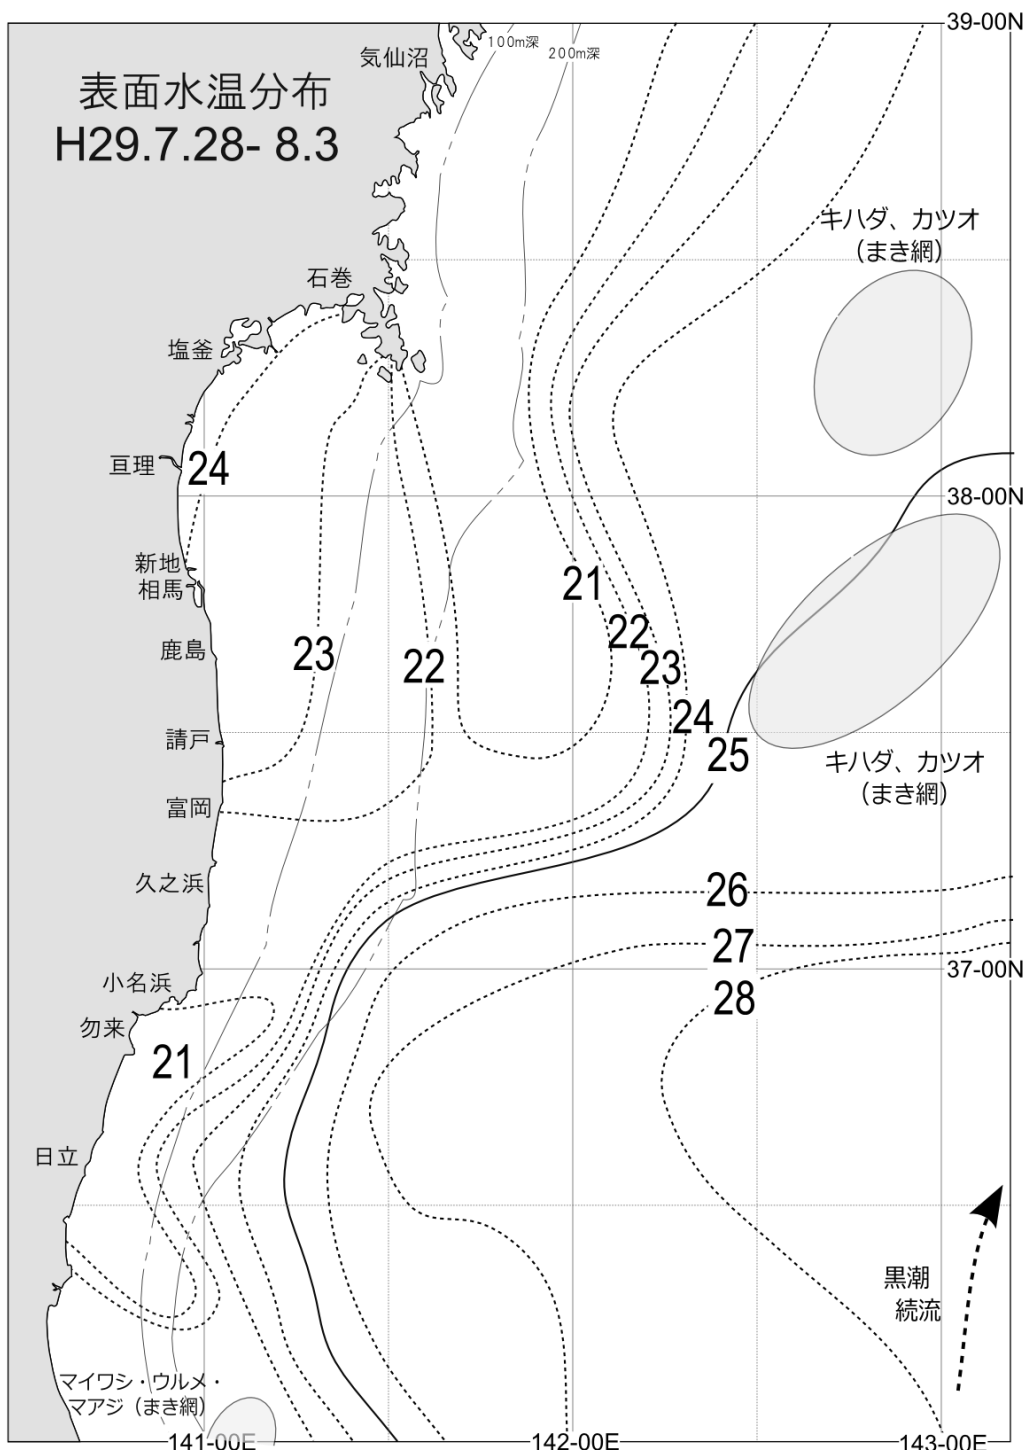 39-00N
100m深
200m深
気仙沼
表面水温分布
H29.7.28- 8.3
キハダ、カツオ
（まき網）
石巻
塩釜
亘理
24
38-00N
新地
相馬
21
22
鹿島
23
22
23
24
請戸
25
キハダ、カツオ
（まき網）
富岡
久之浜
26
27
37-00N
小名浜
28
勿来
21
日立
黒潮
続流
マイワシ・ウルメ・
マアジ（まき網）
141-00E
142-00E
143-00E